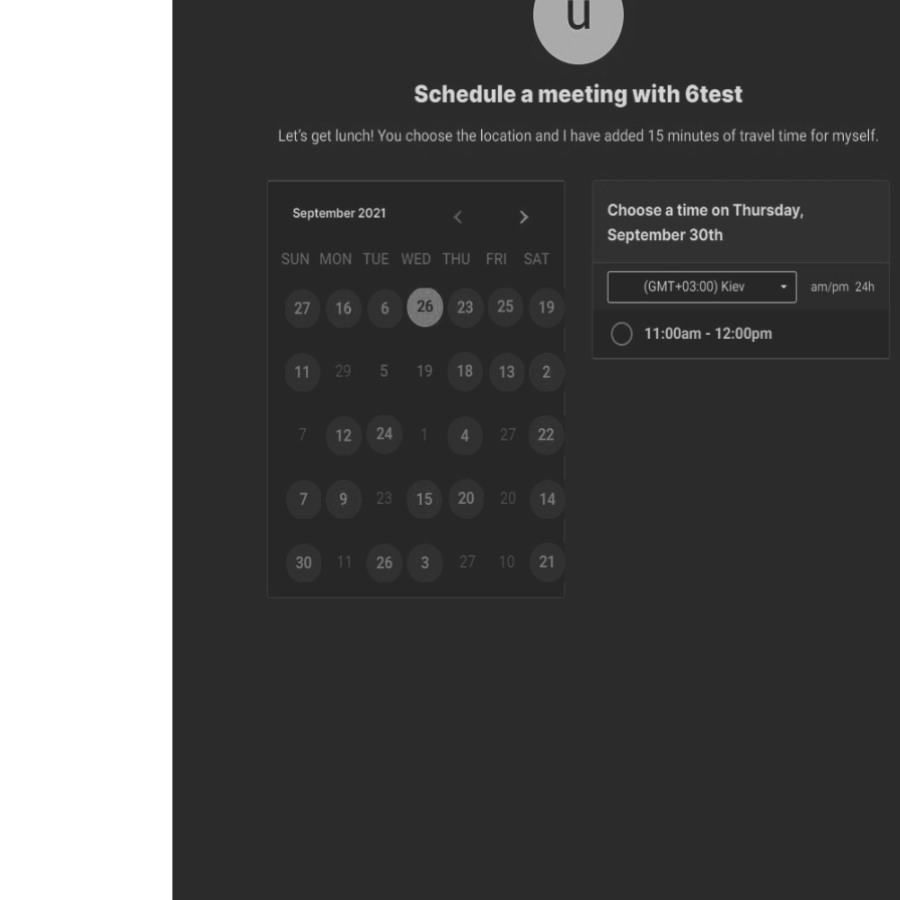 u
Schedule a meeting with 6test
Let's get lunch! You choose the location and I have added 15 minutes of travel time for myself.
September 2021
SUN MON TUE WED THU FRI SAT
27 16 6 26 23 25 19
11 29 5 19 18 13 2
7 12 24 1 4 27 22
7 9 23 15 20 20 14
30 11 26 3 27 10 21
Choose a time on Thursday,
September 30th
(GMT+03:00) Kiev am/pm 24h
11:00am - 12:00pm